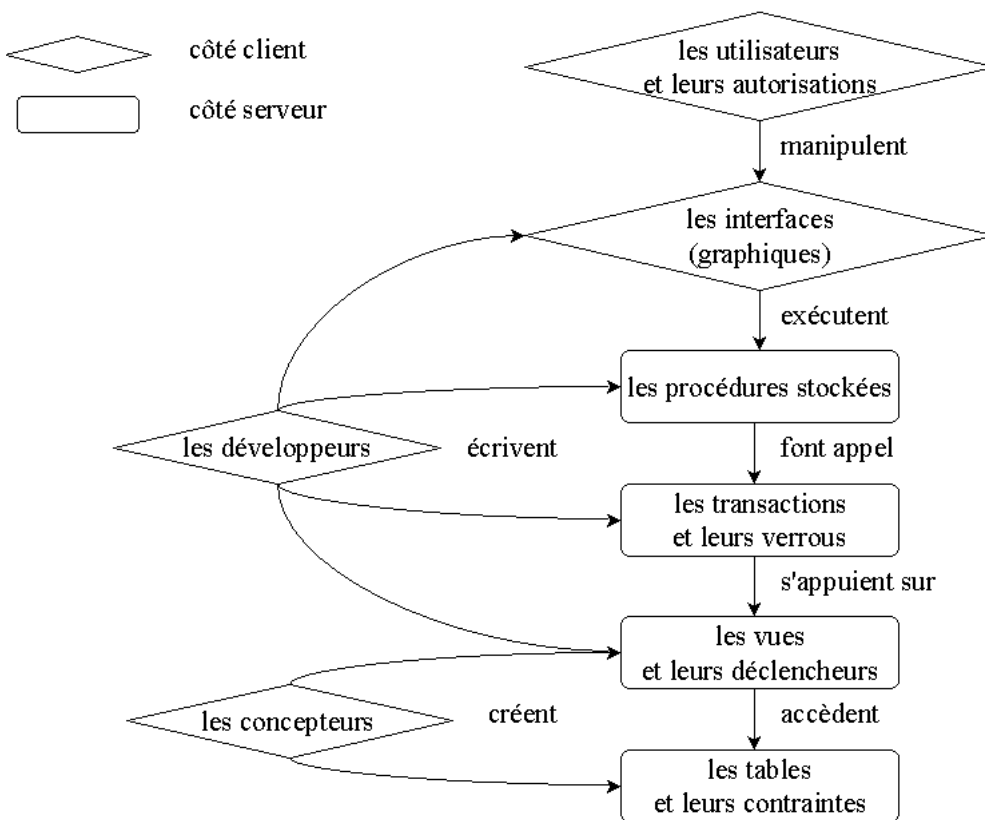 côté client
côté serveur
les utilisateurs
et leurs autorisations
manipulent
les interfaces
(graphiques)
exécutent
les procédures stockées
les développeurs
écrivent
font appel
les transactions
et leurs verrous
s'appuient sur
les vues
et leurs déclencheurs
les concepteurs
créent
accèdent
les tables
et leurs contraintes